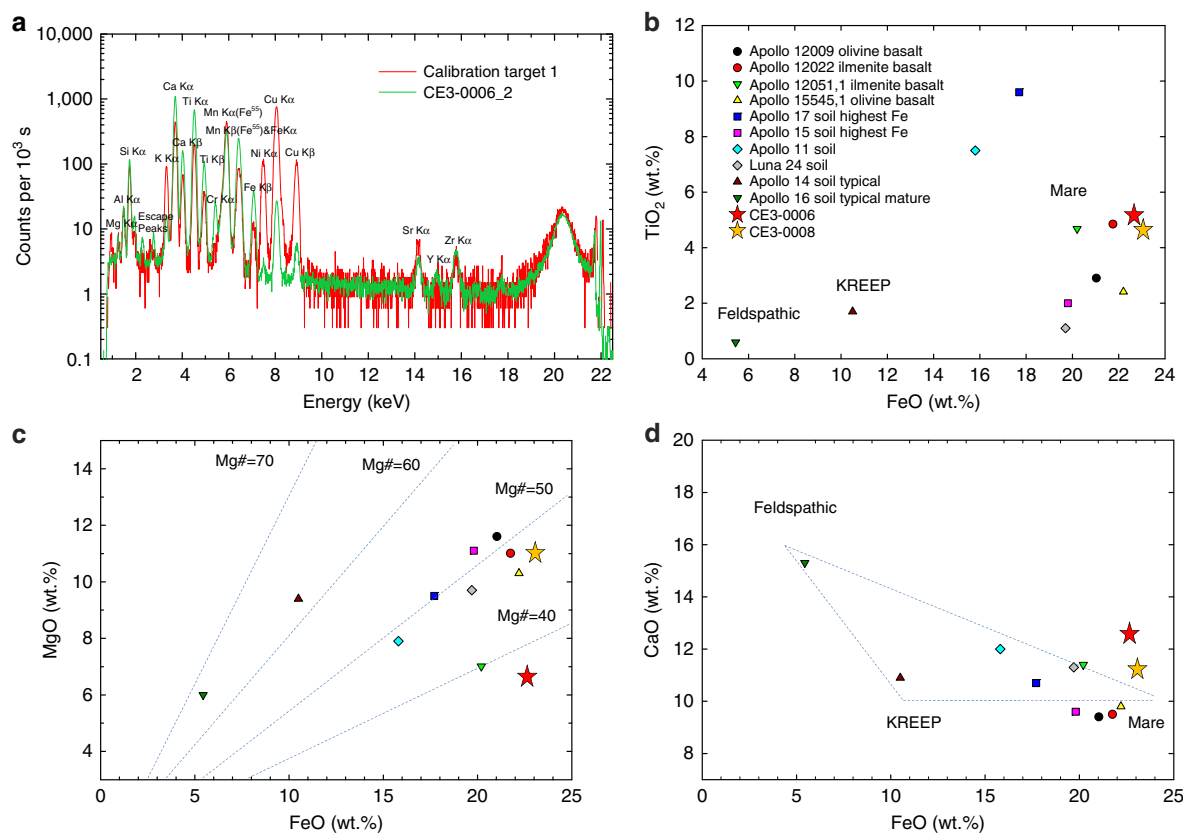 a
10,000
1,000
100
10
1
0.1
Counts per 10³ s
2 4 6 8 10 12 14 16 18 20 22
Energy (keV)
Calibration target 1
CE3-0006_2
Ca Kα
Ti Kα
Mn Kα(Fe⁵⁵)
Cu Kα
Mn Kβ(Fe⁵⁵)&FeKα
Ca Kβ
Si Kα
K Kα
Ti Kβ
Ni Kα
Cu Kβ
Fe Kβ
Al Kα
Cr Kα
Mg Kα
Escape
Peaks
Sr Kα
Y Kα
Zr Kα
b
12
10
8
6
4
2
0
TiO₂ (wt.%)
4 6 8 10 12 14 16 18 20 22 24
FeO (wt.%)
Apollo 12009 olivine basalt
Apollo 12022 ilmenite basalt
Apollo 12051,1 ilmenite basalt
Apollo 15545,1 olivine basalt
Apollo 17 soil highest Fe
Apollo 15 soil highest Fe
Apollo 11 soil
Luna 24 soil
Apollo 14 soil typical
Apollo 16 soil typical mature
CE3-0006
CE3-0008
Mare
KREEP
Feldspathic
c
14
12
10
8
6
4
MgO (wt.%)
0 5 10 15 20 25
FeO (wt.%)
Mg#=70
Mg#=60
Mg#=50
Mg#=40
d
20
18
16
14
12
10
8
CaO (wt.%)
0 5 10 15 20 25
FeO (wt.%)
Feldspathic
KREEP
Mare